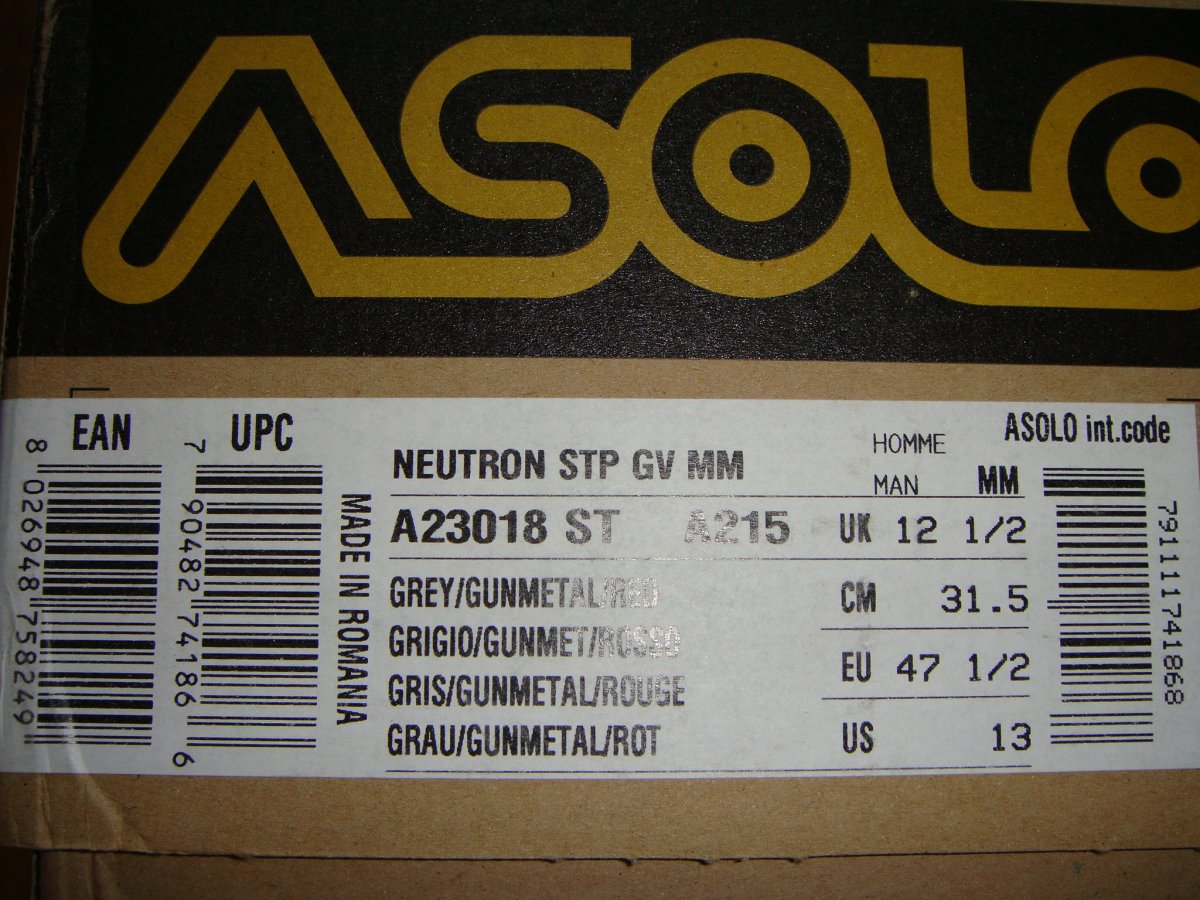 ASOLO
EAN
8 026948 758249
UPC
7 90482 74186 6
MADE IN ROMANIA
NEUTRON STP GV MM
HOMME
MAN
MM
ASOLO int.code
A23018 ST A215
UK 12 1/2
GREY/GUNMETAL/RED
CM 31.5
GRIGIO/GUNMET/ROSSO
EU 47 1/2
GRIS/GUNMETAL/ROUGE
GRAU/GUNMETAL/ROT
US 13
791111741868